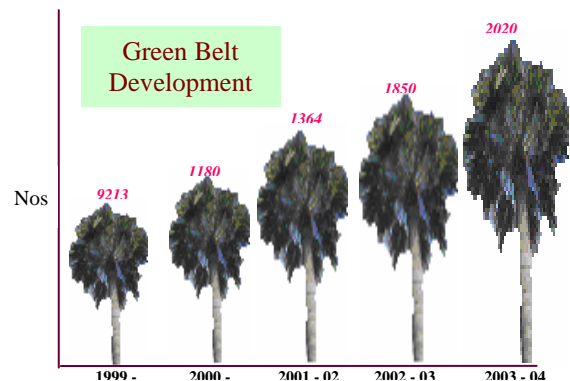 Green Belt
Development
2020
1850
1364
1180
9213
Nos
1999 -
2000 -
2001 - 02
2002 - 03
2003 - 04